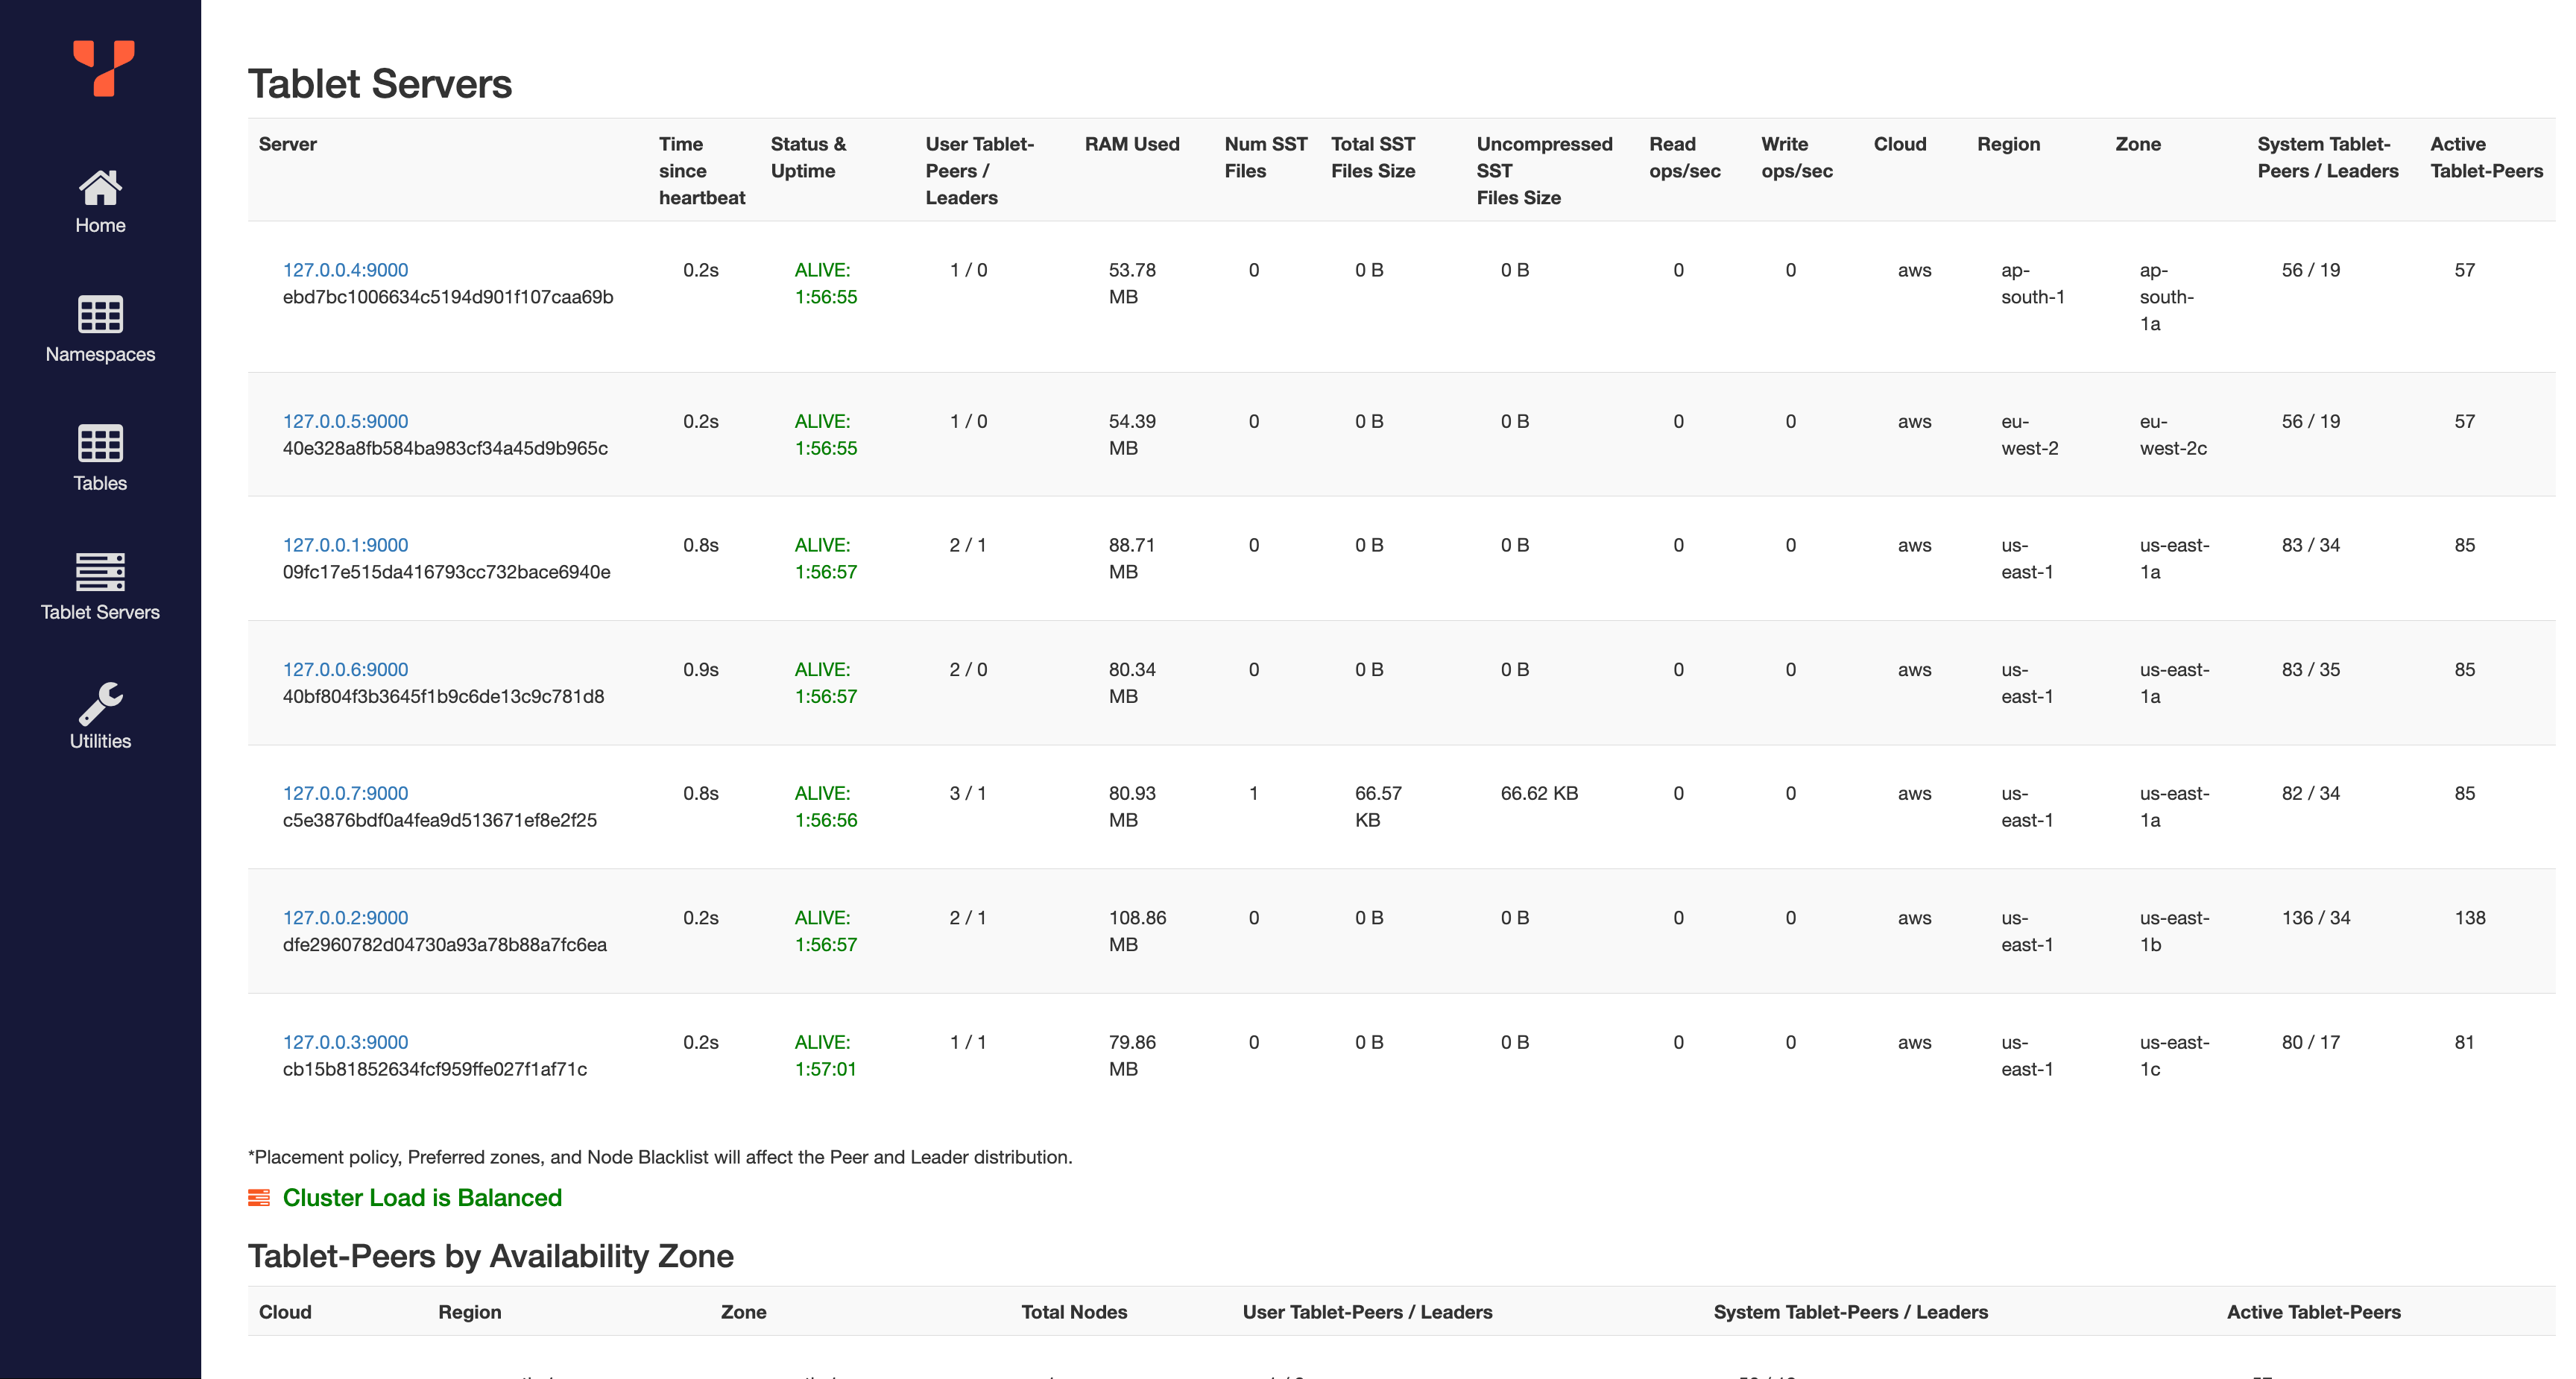 Home
Namespaces
Tables
Tablet Servers
Utilities
Tablet Servers
Server Time since heartbeat Status & Uptime User Tablet-Peers / Leaders RAM Used Num SST Files Total SST Files Size Uncompressed SST Files Size Read ops/sec Write ops/sec Cloud Region Zone System Tablet-Peers / Leaders Active Tablet-Peers
127.0.0.4:9000 0.2s ALIVE: 1 / 0 53.78 0 0 B 0 B 0 0 aws ap- ap- 56 / 19 57
ebd7bc1006634c5194d901f107caa69b 1:56:55 MB south-1 south-
1a
127.0.0.5:9000 0.2s ALIVE: 1 / 0 54.39 0 0 B 0 B 0 0 aws eu- eu- 56 / 19 57
40e328a8fb584ba983cf34a45d9b965c 1:56:55 MB west-2 west-2c
127.0.0.1:9000 0.8s ALIVE: 2 / 1 88.71 0 0 B 0 B 0 0 aws us- us-east- 83 / 34 85
09fc17e515da416793cc732bace6940e 1:56:57 MB east-1 1a
127.0.0.6:9000 0.9s ALIVE: 2 / 0 80.34 0 0 B 0 B 0 0 aws us- us-east- 83 / 35 85
40bf804f3b3645f1b9c6de13c9c781d8 1:56:57 MB east-1 1a
127.0.0.7:9000 0.8s ALIVE: 3 / 1 80.93 1 66.57 66.62 KB 0 0 aws us- us-east- 82 / 34 85
c5e3876bdf0a4fea9d513671ef8e2f25 1:56:56 MB KB east-1 1a
127.0.0.2:9000 0.2s ALIVE: 2 / 1 108.86 0 0 B 0 B 0 0 aws us- us-east- 136 / 34 138
dfe2960782d04730a93a78b88a7fc6ea 1:56:57 MB east-1 1b
127.0.0.3:9000 0.2s ALIVE: 1 / 1 79.86 0 0 B 0 B 0 0 aws us- us-east- 80 / 17 81
cb15b81852634fcf959ffe027f1af71c 1:57:01 MB east-1 1c
*Placement policy, Preferred zones, and Node Blacklist will affect the Peer and Leader distribution.
Cluster Load is Balanced
Tablet-Peers by Availability Zone
Cloud Region Zone Total Nodes User Tablet-Peers / Leaders System Tablet-Peers / Leaders Active Tablet-Peers